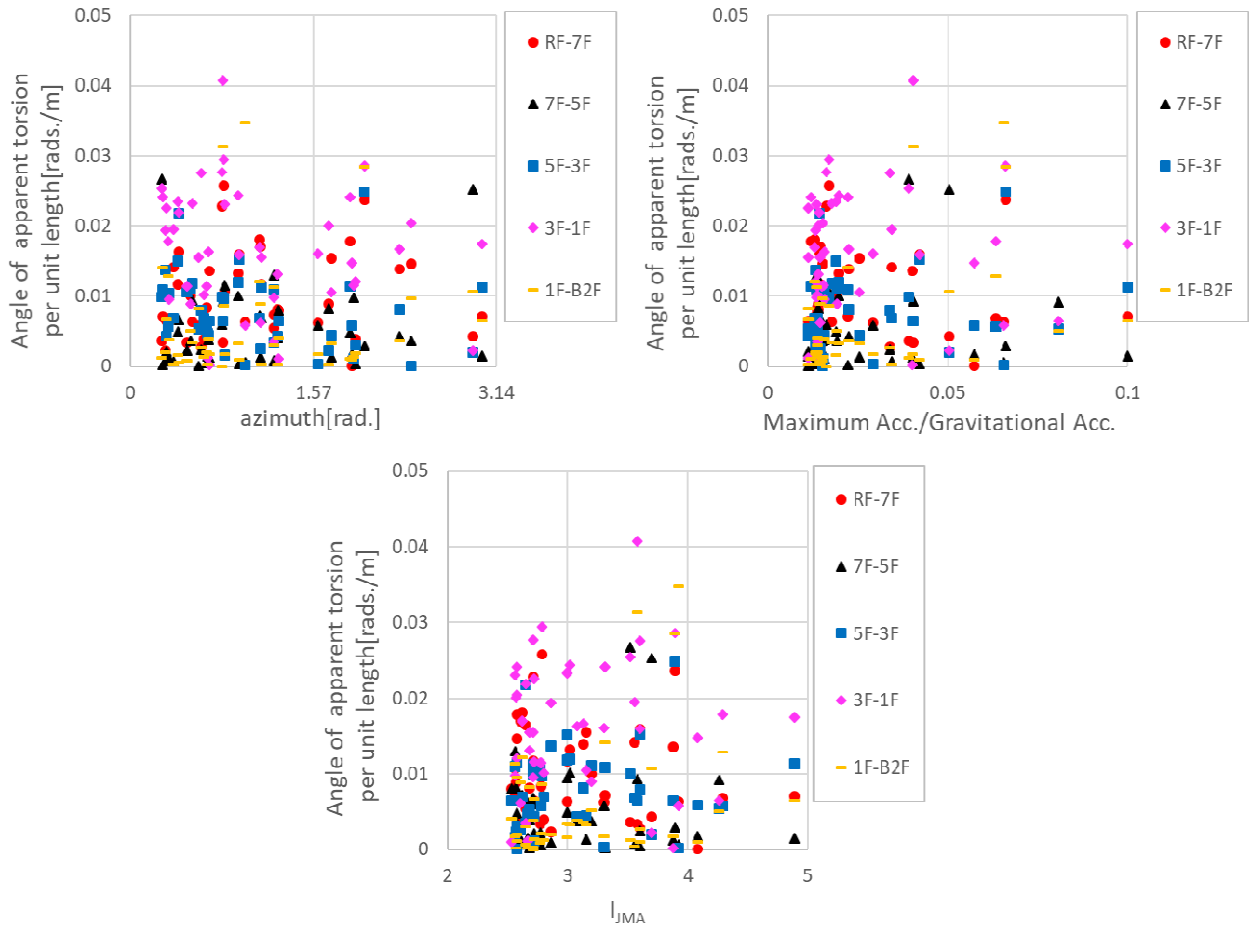 Angle of apparent torsion
per unit length[rads./m]
0.05
0.04
0.03
0.02
0.01
0
0
1.57
3.14
azimuth[rad.]
RF-7F
7F-5F
5F-3F
3F-1F
1F-B2F
Angle of apparent torsion
per unit length[rads./m]
0.05
0.04
0.03
0.02
0.01
0
0
0.05
0.1
Maximum Acc./Gravitational Acc.
RF-7F
7F-5F
5F-3F
3F-1F
1F-B2F
Angle of apparent torsion
per unit length[rads./m]
0.05
0.04
0.03
0.02
0.01
0
2
3
4
5
IJMA
RF-7F
7F-5F
5F-3F
3F-1F
1F-B2F